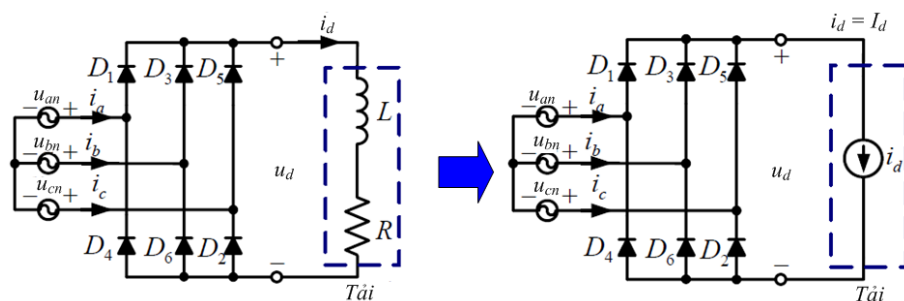 i_d
+
D_1
D_3
D_5
u_an
− +
i_a
L
u_bn
− +
i_b
u_cn
− +
i_c
u_d
R
D_4
D_6
D_2
−
Tải
i_d = I_d
+
D_1
D_3
D_5
u_an
− +
i_a
u_bn
− +
i_b
u_d
i_d
u_cn
− +
i_c
D_4
D_6
D_2
−
Tải